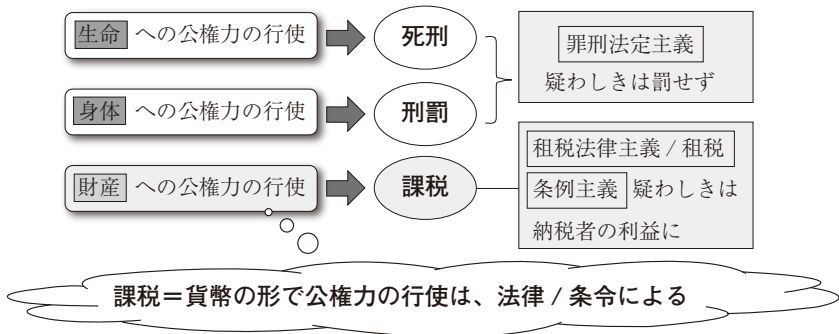 生命 への公権力の行使
死刑
罪刑法定主義
疑わしきは罰せず
身体 への公権力の行使
刑罰
財産 への公権力の行使
課税
租税法律主義 / 租税
条例主義 疑わしきは
納税者の利益に
課税＝貨幣の形で公権力の行使は、法律 / 条令による